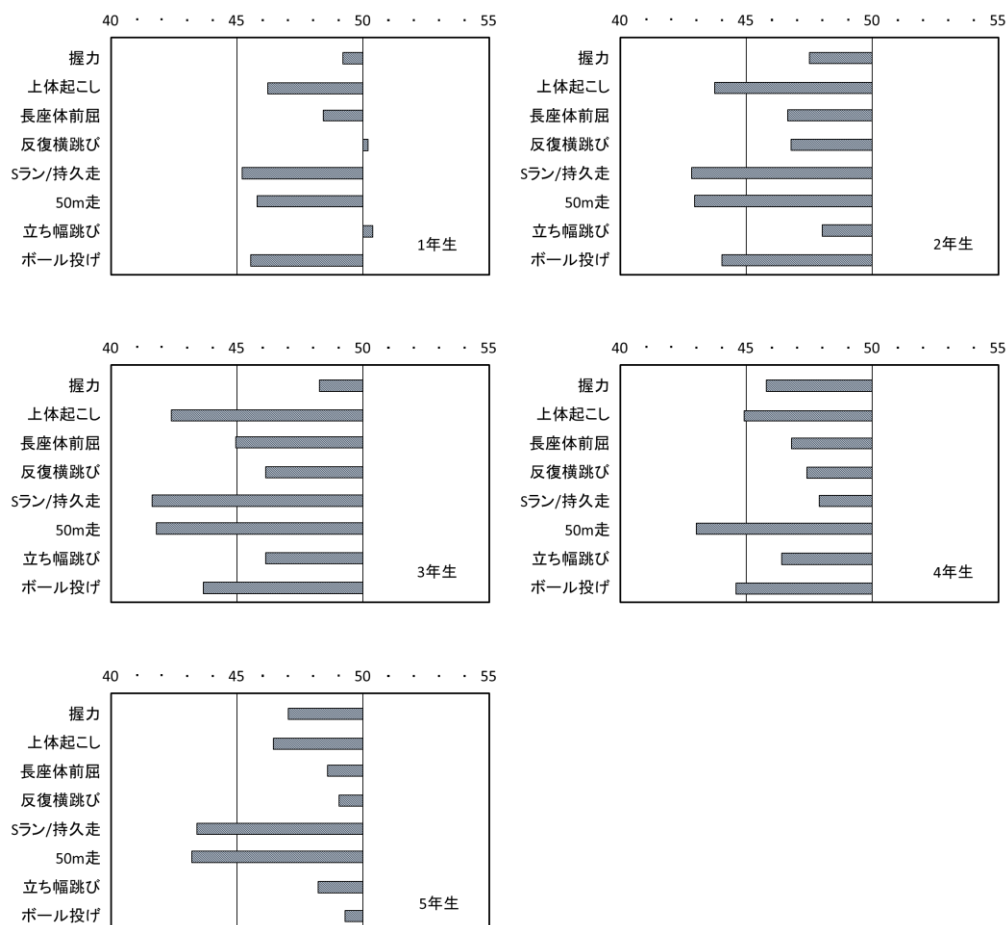 40 ・ ・ ・ ・ 45 ・ ・ ・ ・ 50 ・ ・ ・ ・ 55
握力
上体起こし
長座体前屈
反復横跳び
Sラン/持久走
50m走
立ち幅跳び
ボール投げ
1年生
40 ・ ・ ・ ・ 45 ・ ・ ・ ・ 50 ・ ・ ・ ・ 55
握力
上体起こし
長座体前屈
反復横跳び
Sラン/持久走
50m走
立ち幅跳び
ボール投げ
2年生
40 ・ ・ ・ ・ 45 ・ ・ ・ ・ 50 ・ ・ ・ ・ 55
握力
上体起こし
長座体前屈
反復横跳び
Sラン/持久走
50m走
立ち幅跳び
ボール投げ
3年生
40 ・ ・ ・ ・ 45 ・ ・ ・ ・ 50 ・ ・ ・ ・ 55
握力
上体起こし
長座体前屈
反復横跳び
Sラン/持久走
50m走
立ち幅跳び
ボール投げ
4年生
40 ・ ・ ・ ・ 45 ・ ・ ・ ・ 50 ・ ・ ・ ・ 55
握力
上体起こし
長座体前屈
反復横跳び
Sラン/持久走
50m走
立ち幅跳び
ボール投げ
5年生